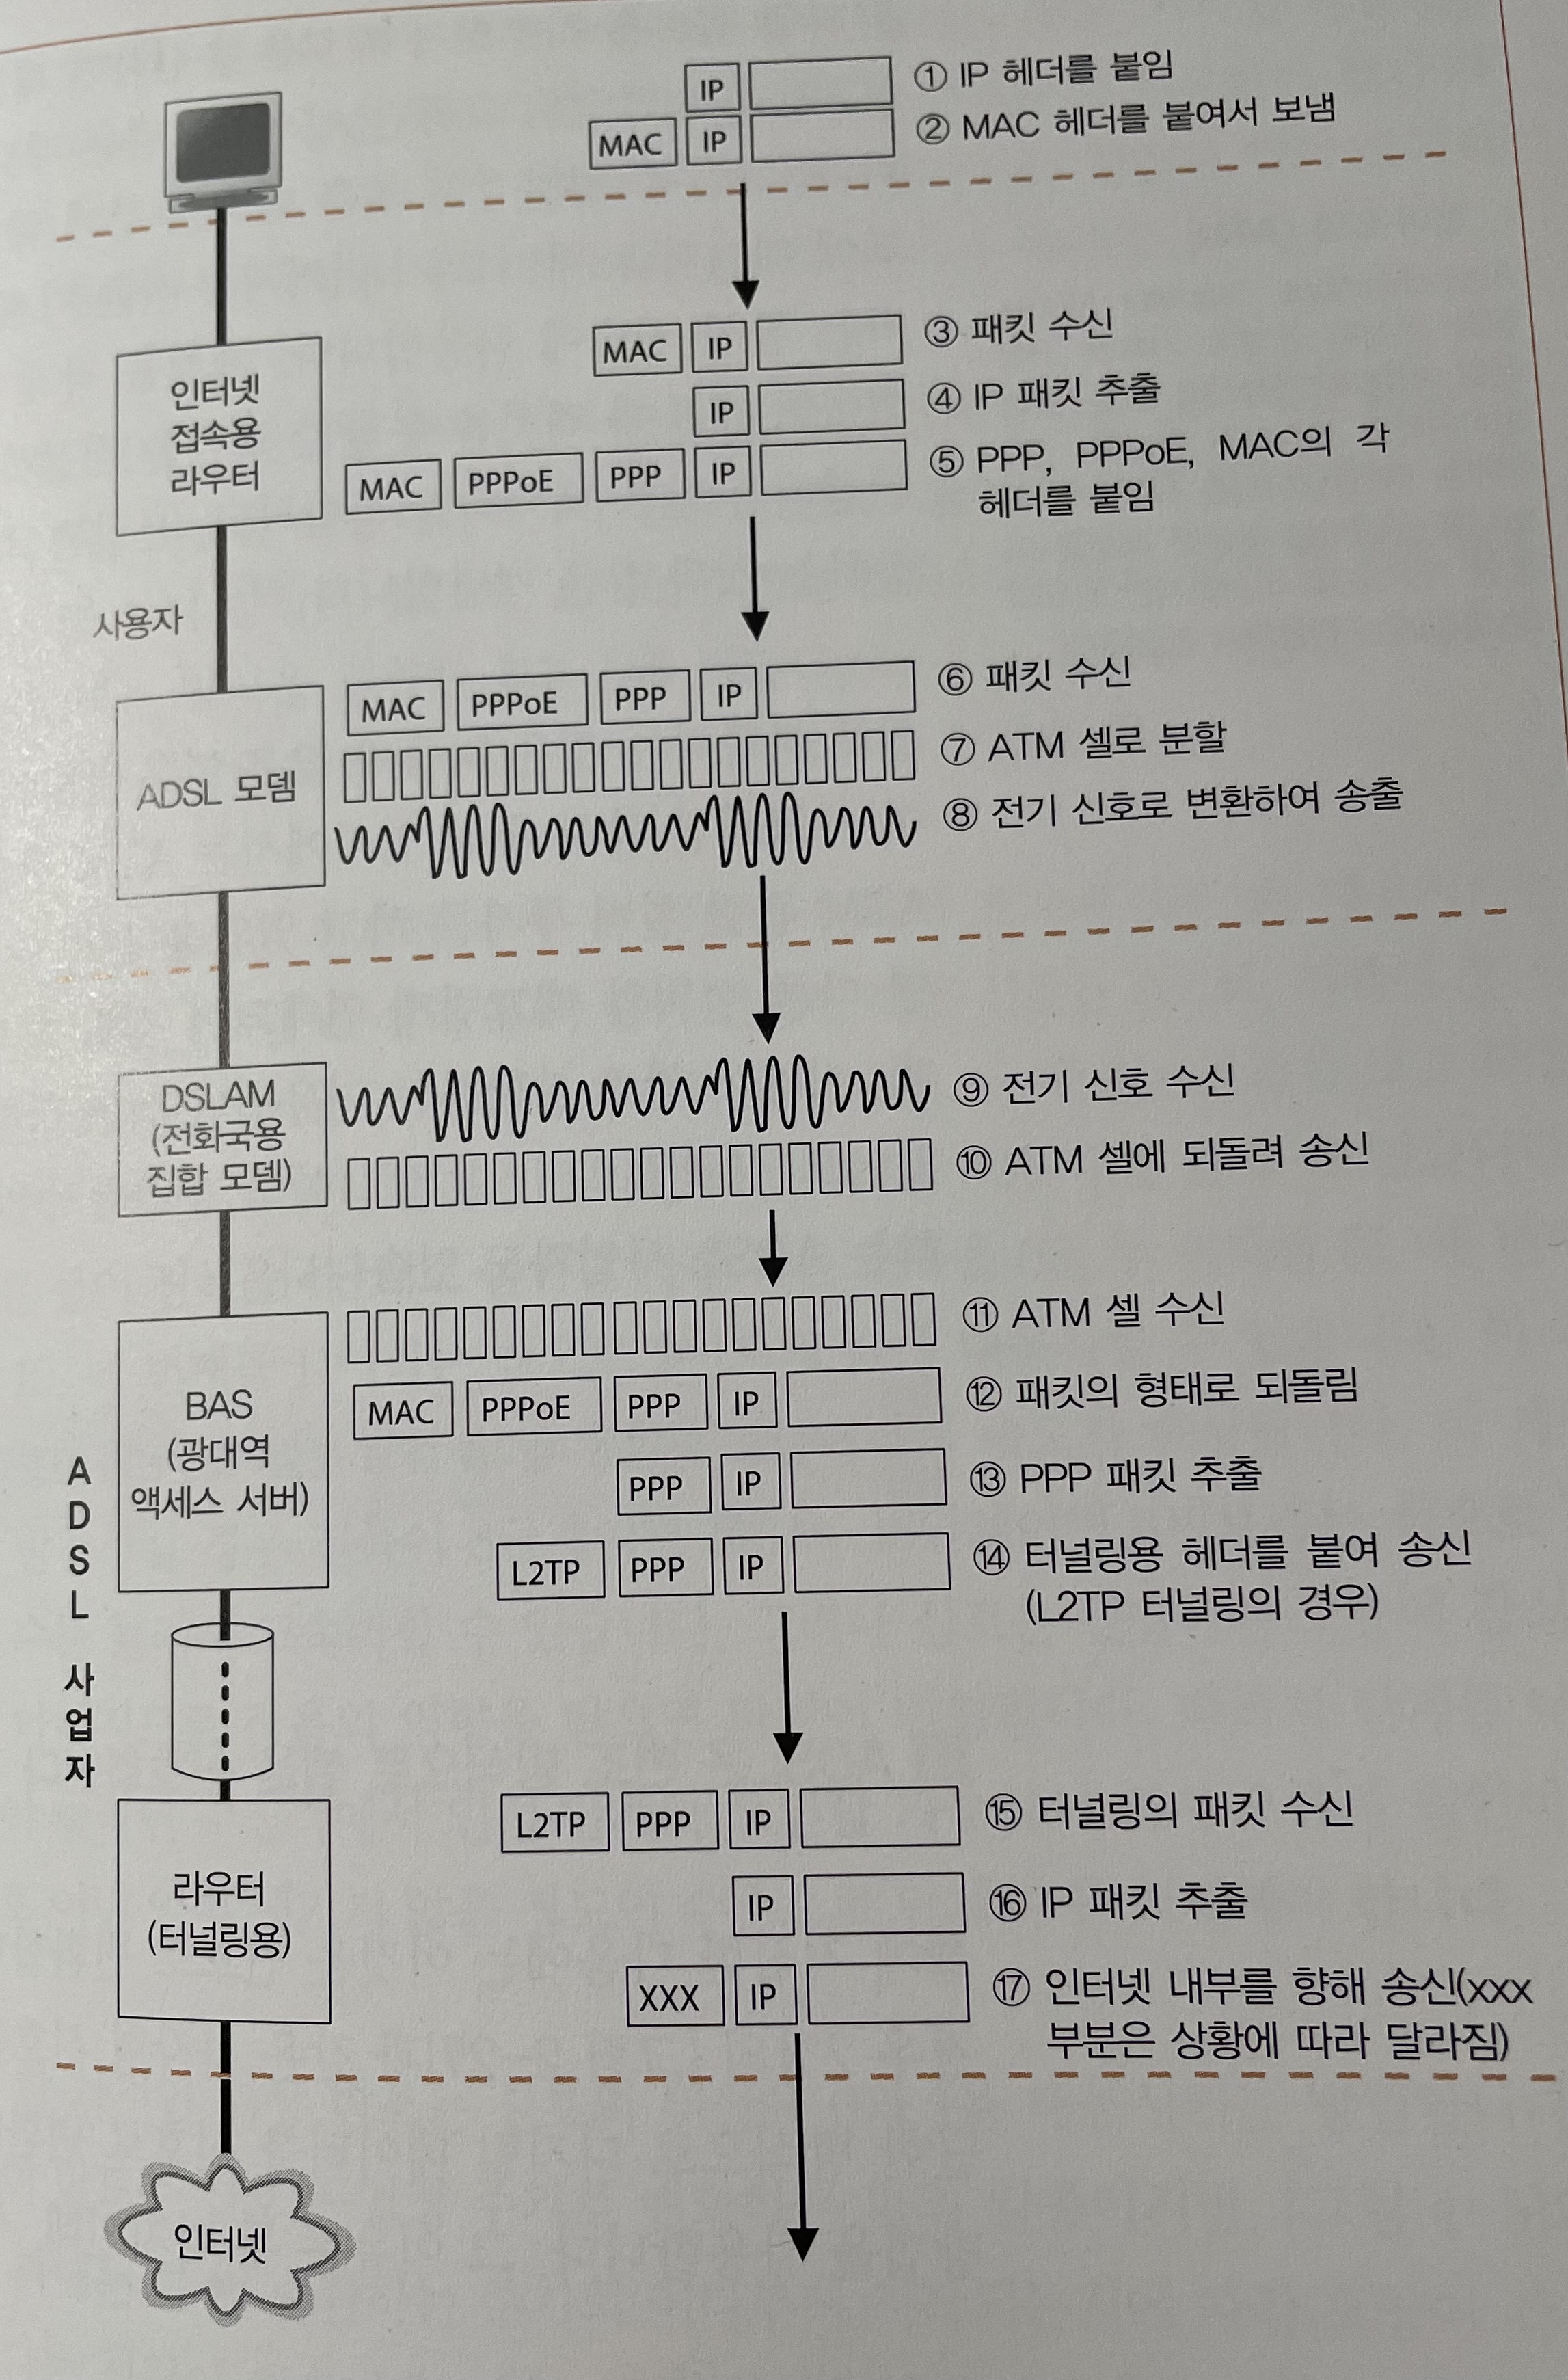 IP ① IP 헤더를 붙임
MAC IP ② MAC 헤더를 붙여서 보냄
인터넷
접속용
라우터
MAC IP ③ 패킷 수신
IP ④ IP 패킷 추출
MAC PPPoE PPP IP ⑤ PPP, PPPoE, MAC의 각
헤더를 붙임
사용자
ADSL 모뎀
MAC PPPoE PPP IP ⑥ 패킷 수신
⑦ ATM 셀로 분할
⑧ 전기 신호로 변환하여 송출
DSLAM
(전화국용
집합 모뎀)
⑨ 전기 신호 수신
⑩ ATM 셀에 되돌려 송신
ADSL 사업자
BAS
(광대역
액세스 서버)
⑪ ATM 셀 수신
MAC PPPoE PPP IP ⑫ 패킷의 형태로 되돌림
PPP IP ⑬ PPP 패킷 추출
L2TP PPP IP ⑭ 터널링용 헤더를 붙여 송신
(L2TP 터널링의 경우)
라우터
(터널링용)
L2TP PPP IP ⑮ 터널링의 패킷 수신
IP ⑯ IP 패킷 추출
XXX IP ⑰ 인터넷 내부를 향해 송신(xxx
부분은 상황에 따라 달라짐)
인터넷